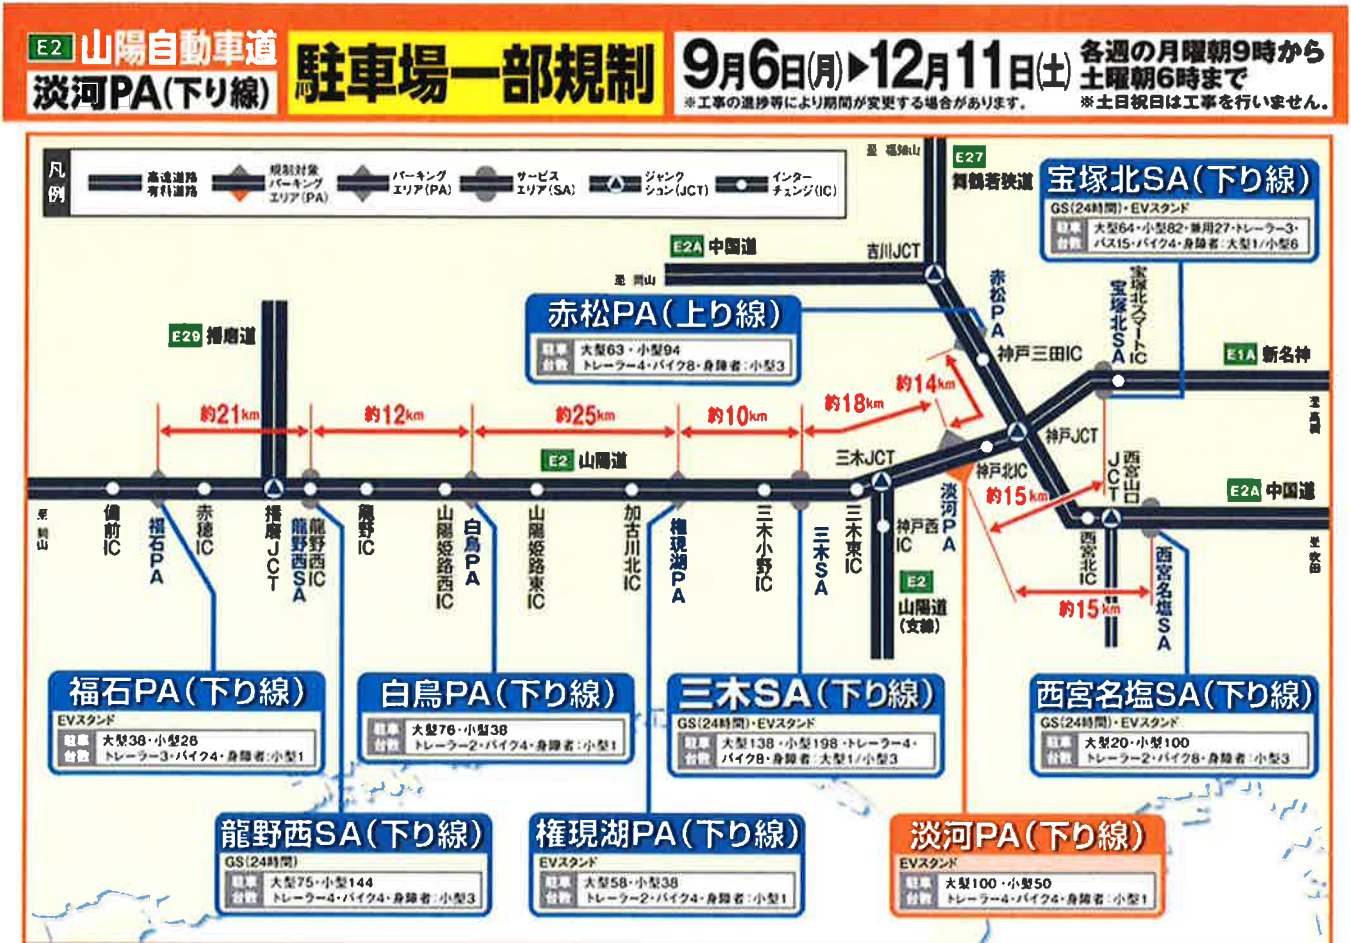 E2 山陽自動車道
淡河PA(下り線)
駐車場一部規制
9月6日(月)▶12月11日(土)
※工事の進捗等により期間が変更する場合があります。
各週の月曜朝9時から
土曜朝6時まで
※土日祝日は工事を行いません。
凡例
高速道路
有料道路
規制対象
パーキング
エリア(PA)
パーキング
エリア(PA)
サービス
エリア(SA)
ジャンク
ション(JCT)
インター
チェンジ(IC)
至 福知山
E27
舞鶴若狭道
宝塚北SA(下り線)
GS(24時間)・EVスタンド
駐車台数
大型64・小型82・兼用27・トレーラー3・
バス15・バイク4・身障者:大型1/小型6
E2A 中国道
吉川JCT
至 岡山
赤松PA
宝塚北スマートIC
宝塚北SA
赤松PA(上り線)
駐車台数
大型63・小型94
トレーラー4・バイク8・身障者:小型3
E29 播磨道
神戸三田IC
E1A 新名神
至 高槻
約21km
約12km
約25km
約10km
約18km
約14km
神戸JCT
E2 山陽道
三木JCT
神戸北IC
西宮山口JCT
E2A 中国道
約15km
至 岡山
備前IC
福石PA
赤穂IC
播磨JCT
龍野西SA
龍野西IC
龍野IC
山陽姫路西IC
白鳥PA
山陽姫路東IC
加古川北IC
権現湖PA
三木小野IC
三木SA
三木東IC
神戸西IC
淡河PA
西宮北IC
西宮名塩SA
至 吹田
E2
山陽道
(支線)
約15km
福石PA(下り線)
EVスタンド
駐車台数
大型38・小型26
トレーラー3・バイク4・身障者:小型1
白鳥PA(下り線)
駐車台数
大型76・小型38
トレーラー2・バイク4・身障者:小型1
三木SA(下り線)
GS(24時間)・EVスタンド
駐車台数
大型138・小型198・トレーラー4・
バイク8・身障者:大型1/小型3
西宮名塩SA(下り線)
GS(24時間)・EVスタンド
駐車台数
大型20・小型100
トレーラー2・バイク8・身障者:小型3
龍野西SA(下り線)
GS(24時間)
駐車台数
大型75・小型144
トレーラー4・バイク4・身障者:小型3
権現湖PA(下り線)
EVスタンド
駐車台数
大型58・小型38
トレーラー2・バイク4・身障者:小型1
淡河PA(下り線)
EVスタンド
駐車台数
大型100・小型50
トレーラー4・バイク4・身障者:小型1